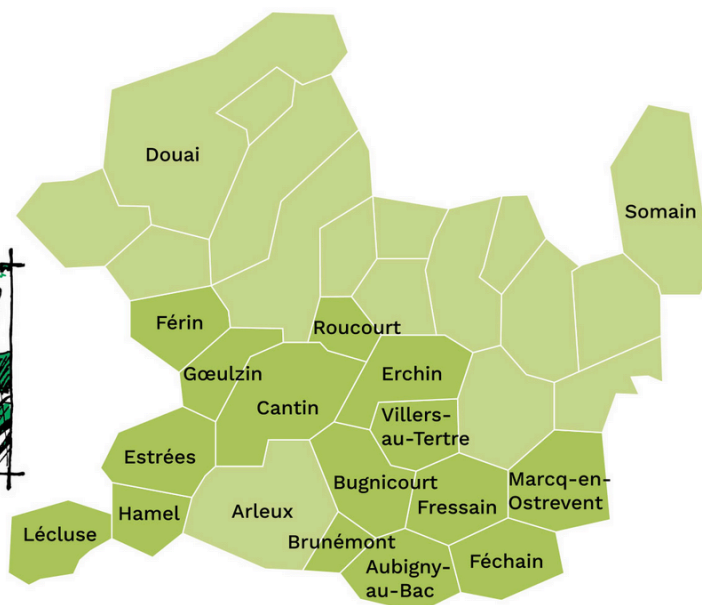 Douai
Somain
Férin
Roucourt
Gœulzin
Erchin
Cantin
Villers-
au-Tertre
Estrées
Bugnicourt
Marcq-en-
Ostrevent
Hamel
Arleux
Fressain
Lécluse
Brunémont
Aubigny-
au-Bac
Féchain